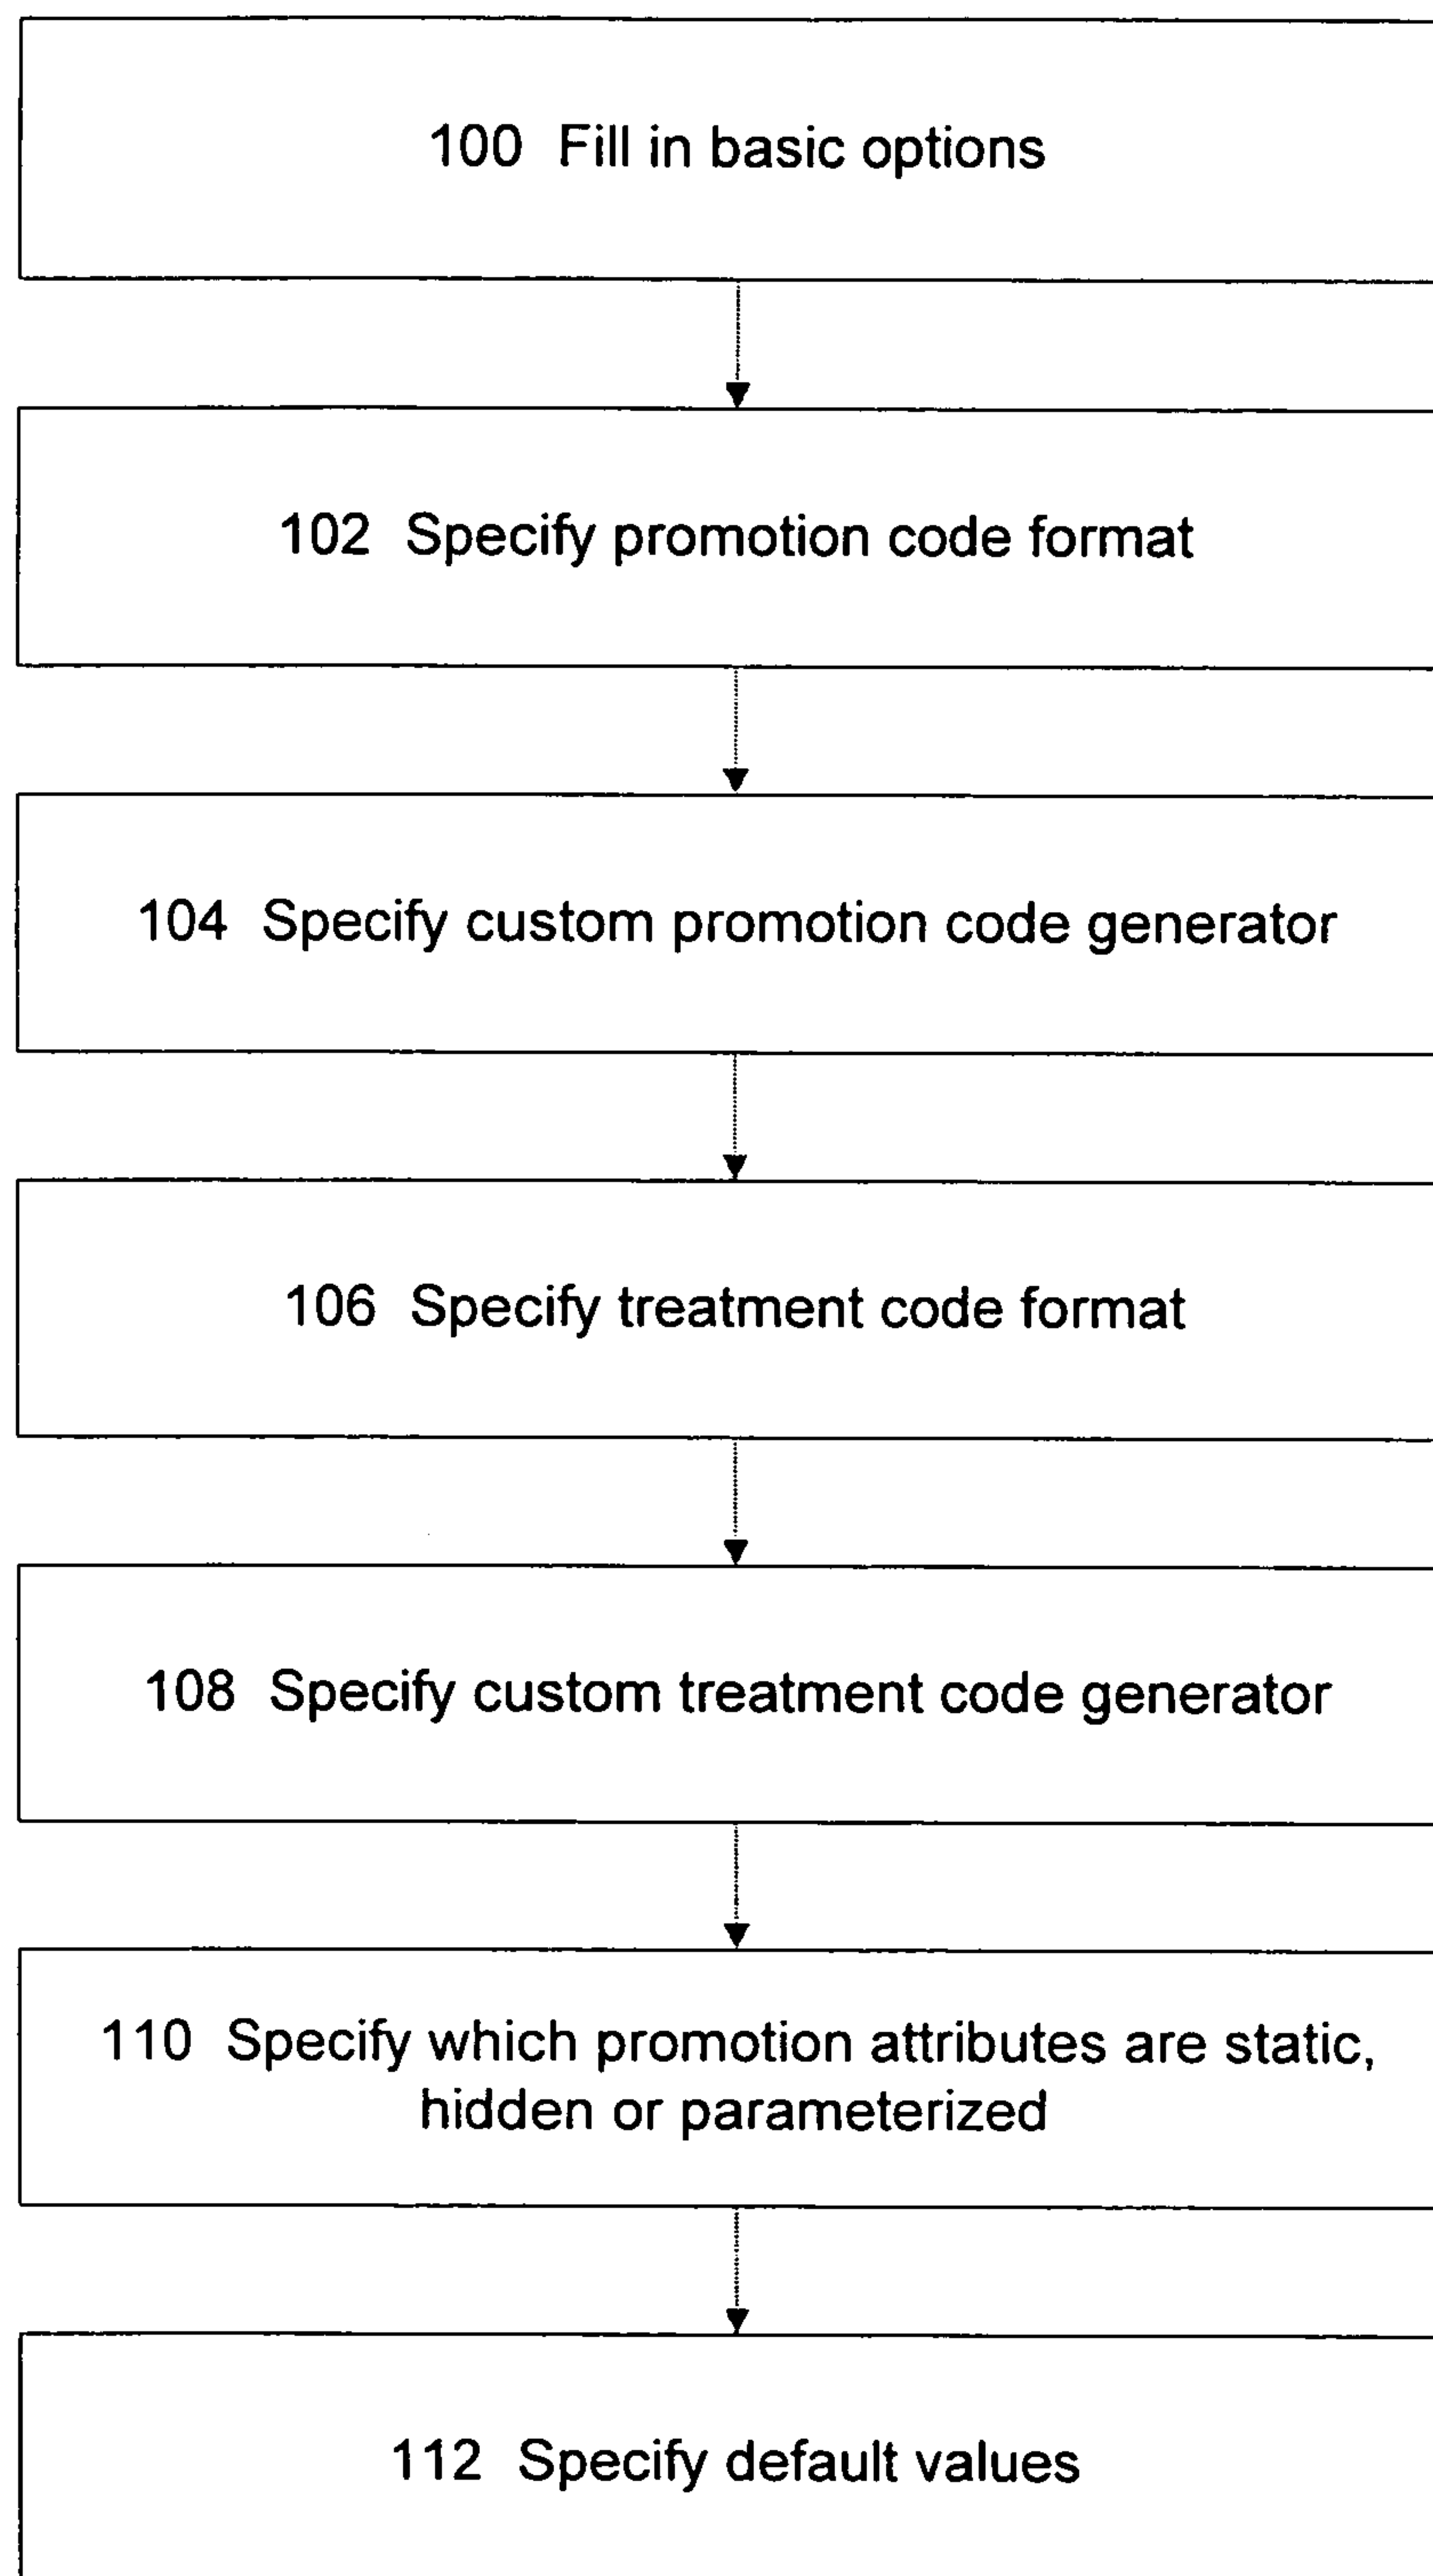 100 Fill in basic options
102 Specify promotion code format
104 Specify custom promotion code generator
106 Specify treatment code format
108 Specify custom treatment code generator
110 Specify which promotion attributes are static,
hidden or parameterized
112 Specify default values